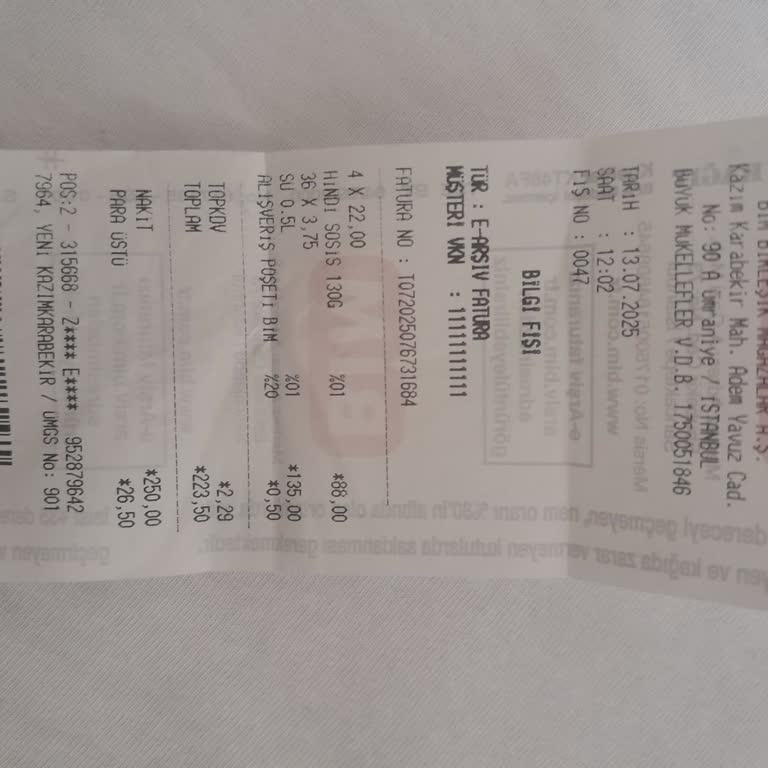 BİM BİRLEŞİK MAĞAZALAR A.Ş.
Kazım Karabekir Mah. Adem Yavuz Cad.
No: 90 A Ümraniye / İSTANBUL
BÜYÜK MÜKELLEFLER V.D.B. 1750051846
TARİH : 13.07.2025
SAAT : 12:02
FİŞ NO : 0047
BİLGİ FİŞİ
TÜR : E-ARŞİV FATURA
MÜŞTERİ VKN : 11111111111
FATURA NO : T072025076731684
4 X 22,00
HİNDİ SOSİS 130G %01 *88,00
36 X 3,75
SU 0.5L %01 *135,00
ALIŞVERİŞ POŞETİ BİM %20 *0,50
TOPKDV *2,29
TOPLAM *223,50
NAKİT *250,00
PARA ÜSTÜ *26,50
POS:2 - 315668 - Z**** E**** 952879642
7964, YENİ KAZIMKARABEKİR / ÜMGS No: 901